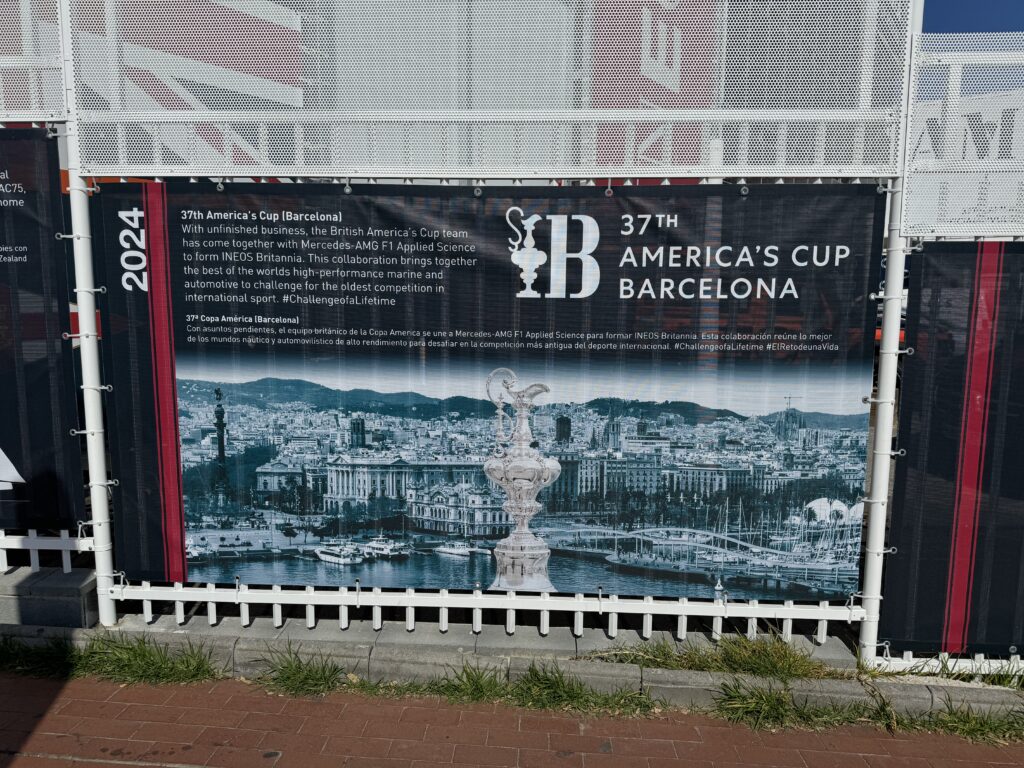 al
AC75,
home
pies con
Zealand
2024
37th America's Cup (Barcelona)
With unfinished business, the British America's Cup team
has come together with Mercedes-AMG F1 Applied Science
to form INEOS Britannia. This collaboration brings together
the best of the worlds high-performance marine and
automotive to challenge for the oldest competition in
international sport. #ChallengeofaLifetime
37ª Copa América (Barcelona)
Con asuntos pendientes, el equipo británico de la Copa America se une a Mercedes-AMG F1 Applied Science para formar INEOS Britannia. Esta colaboración reúne lo mejor
de los mundos náutico y automovilístico de alto rendimiento para desafiar en la competición más antigua del deporte internacional. #ChallengeofaLifetime #ElRetodeunaVida
B
37TH
AMERICA'S CUP
BARCELONA
AM